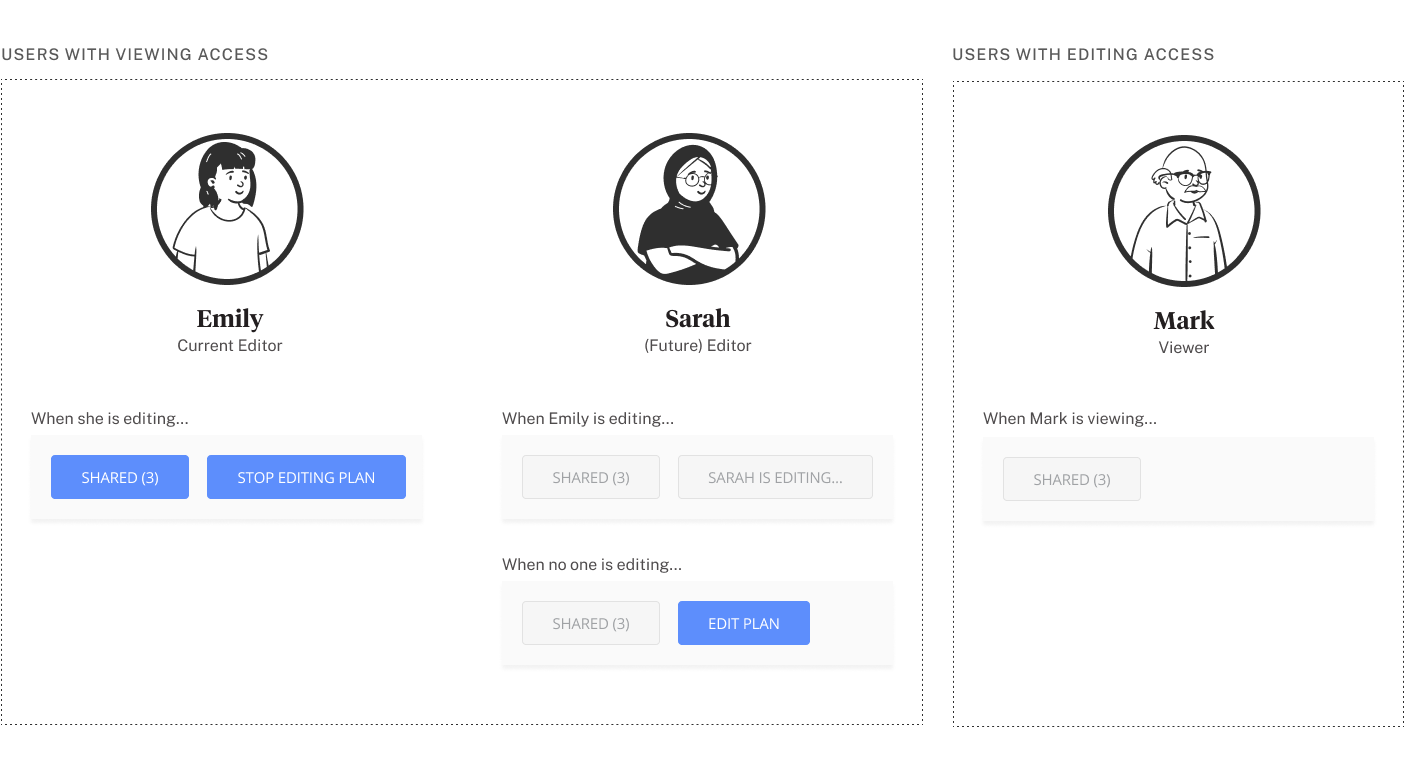 USERS WITH VIEWING ACCESS
Emily
Current Editor
When she is editing...
SHARED (3)
STOP EDITING PLAN
Sarah
(Future) Editor
When Emily is editing...
SHARED (3)
SARAH IS EDITING...
When no one is editing...
SHARED (3)
EDIT PLAN
USERS WITH EDITING ACCESS
Mark
Viewer
When Mark is viewing...
SHARED (3)